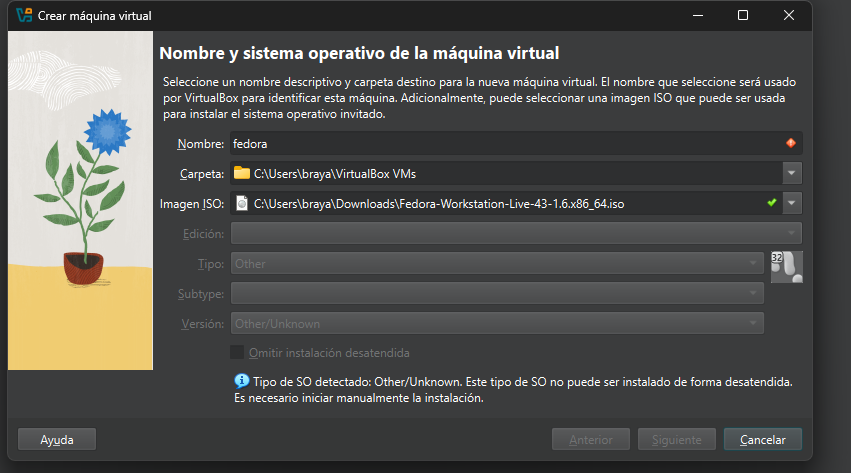 Crear máquina virtual
Nombre y sistema operativo de la máquina virtual
Seleccione un nombre descriptivo y carpeta destino para la nueva máquina virtual. El nombre que seleccione será usado
por VirtualBox para identificar esta máquina. Adicionalmente, puede seleccionar una imagen ISO que puede ser usada
para instalar el sistema operativo invitado.
Nombre: fedora
Carpeta: C:\Users\braya\VirtualBox VMs
Imagen ISO: C:\Users\braya\Downloads\Fedora-Workstation-Live-43-1.6.x86_64.iso
Edición:
Tipo: Other
32
Subtype:
Versión: Other/Unknown
Omitir instalación desatendida
Tipo de SO detectado: Other/Unknown. Este tipo de SO no puede ser instalado de forma desatendida.
Es necesario iniciar manualmente la instalación.
Ayuda Anterior Siguiente Cancelar